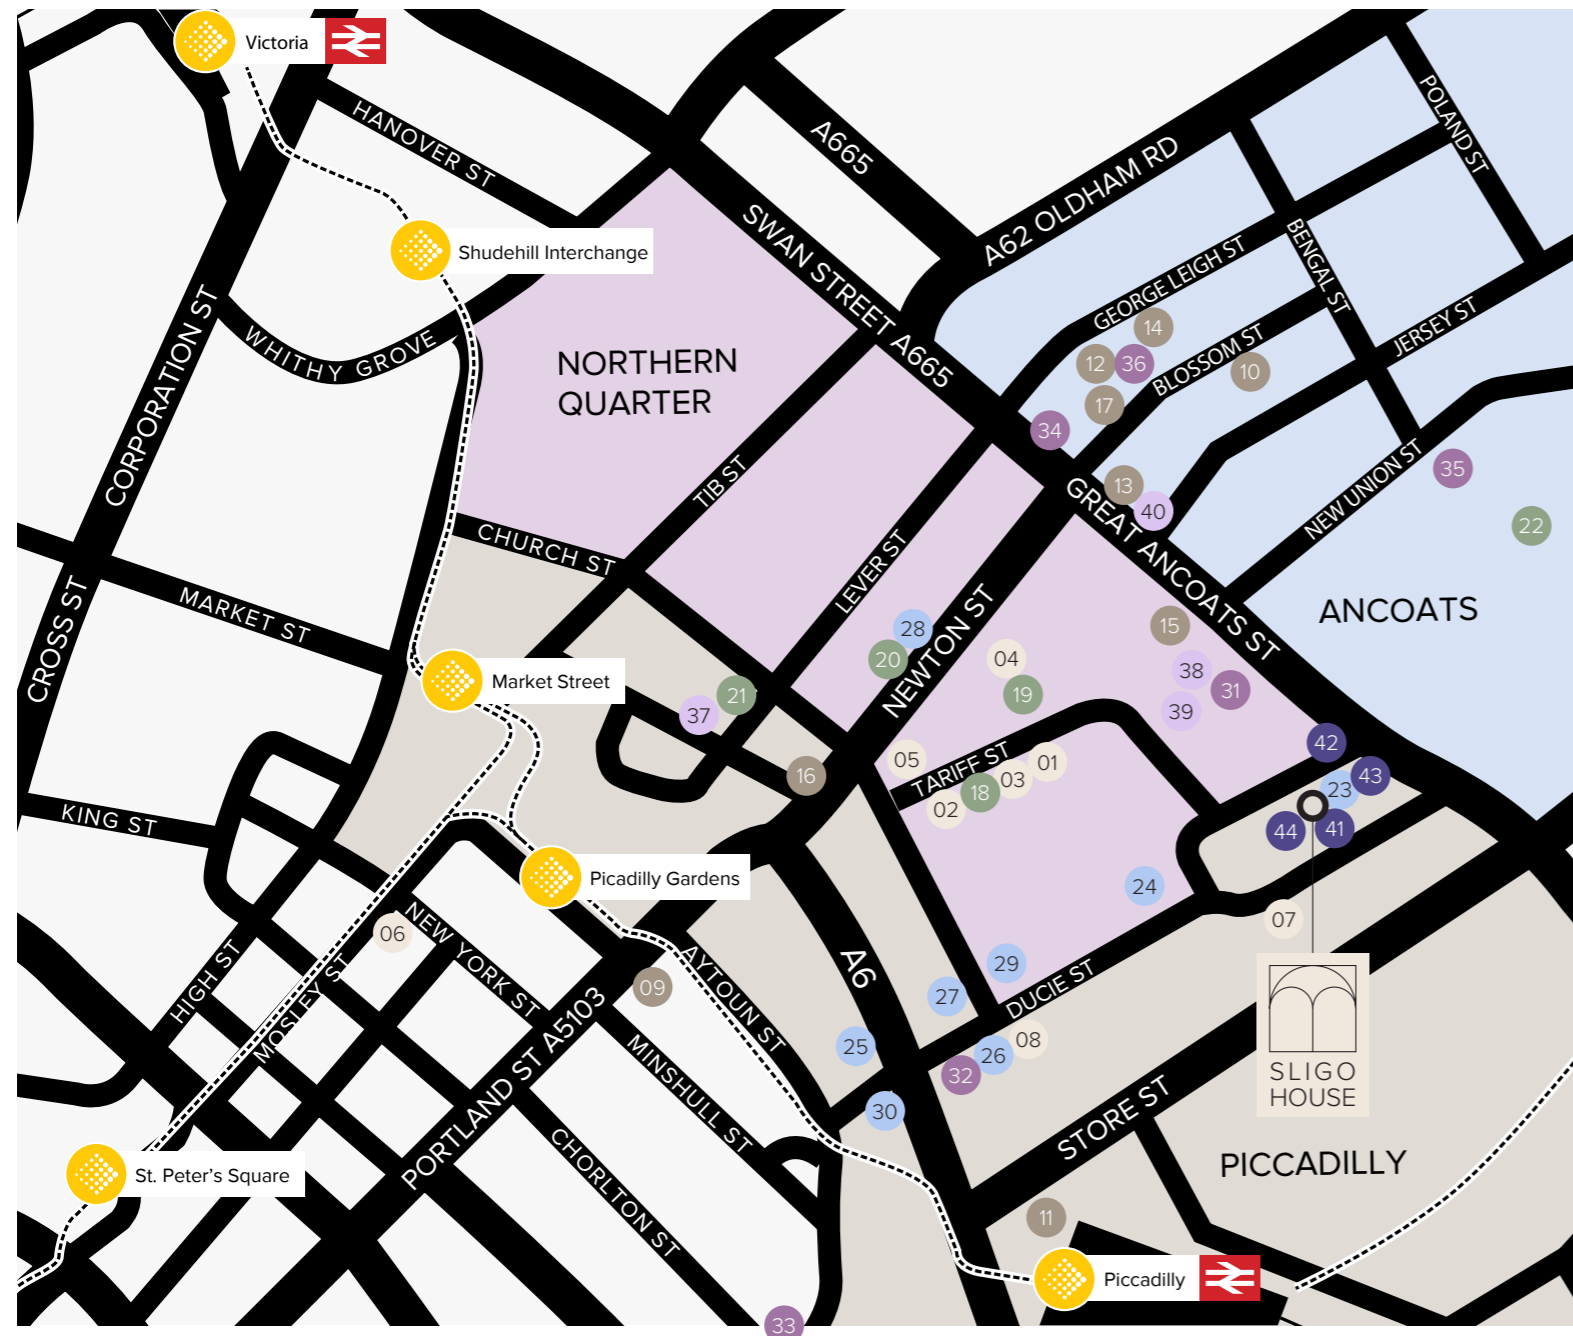 Victoria
HANOVER ST
A665
POLAND ST
A62 OLDHAM RD
Shudehill Interchange
SWAN STREET A665
GEORGE LEIGH ST
BENGAL ST
CORPORATION ST
WHITHY GROVE
NORTHERN
QUARTER
14
12
36
BLOSSOM ST
10
JERSEY ST
17
34
TIB ST
NEW UNION ST
35
13
40
22
CHURCH ST
GREAT ANCOATS ST
LEVER ST
MARKET ST
CROSS ST
ANCOATS
NEWTON ST
28
20
15
04
38
Market Street
21
19
31
37
39
42
05
TARIFF ST
01
16
03
18
02
43
23
44
41
KING ST
Picadilly Gardens
24
06
NEW YORK ST
07
HIGH ST
MOSLEY ST
09
AYTOUN ST
A6
29
27
DUCIE ST
PORTLAND ST A5103
25
26
08
32
MINSHULL ST
30
SLIGO
HOUSE
STORE ST
CHORLTON ST
PICCADILLY
St. Peter's Square
11
Piccadilly
33